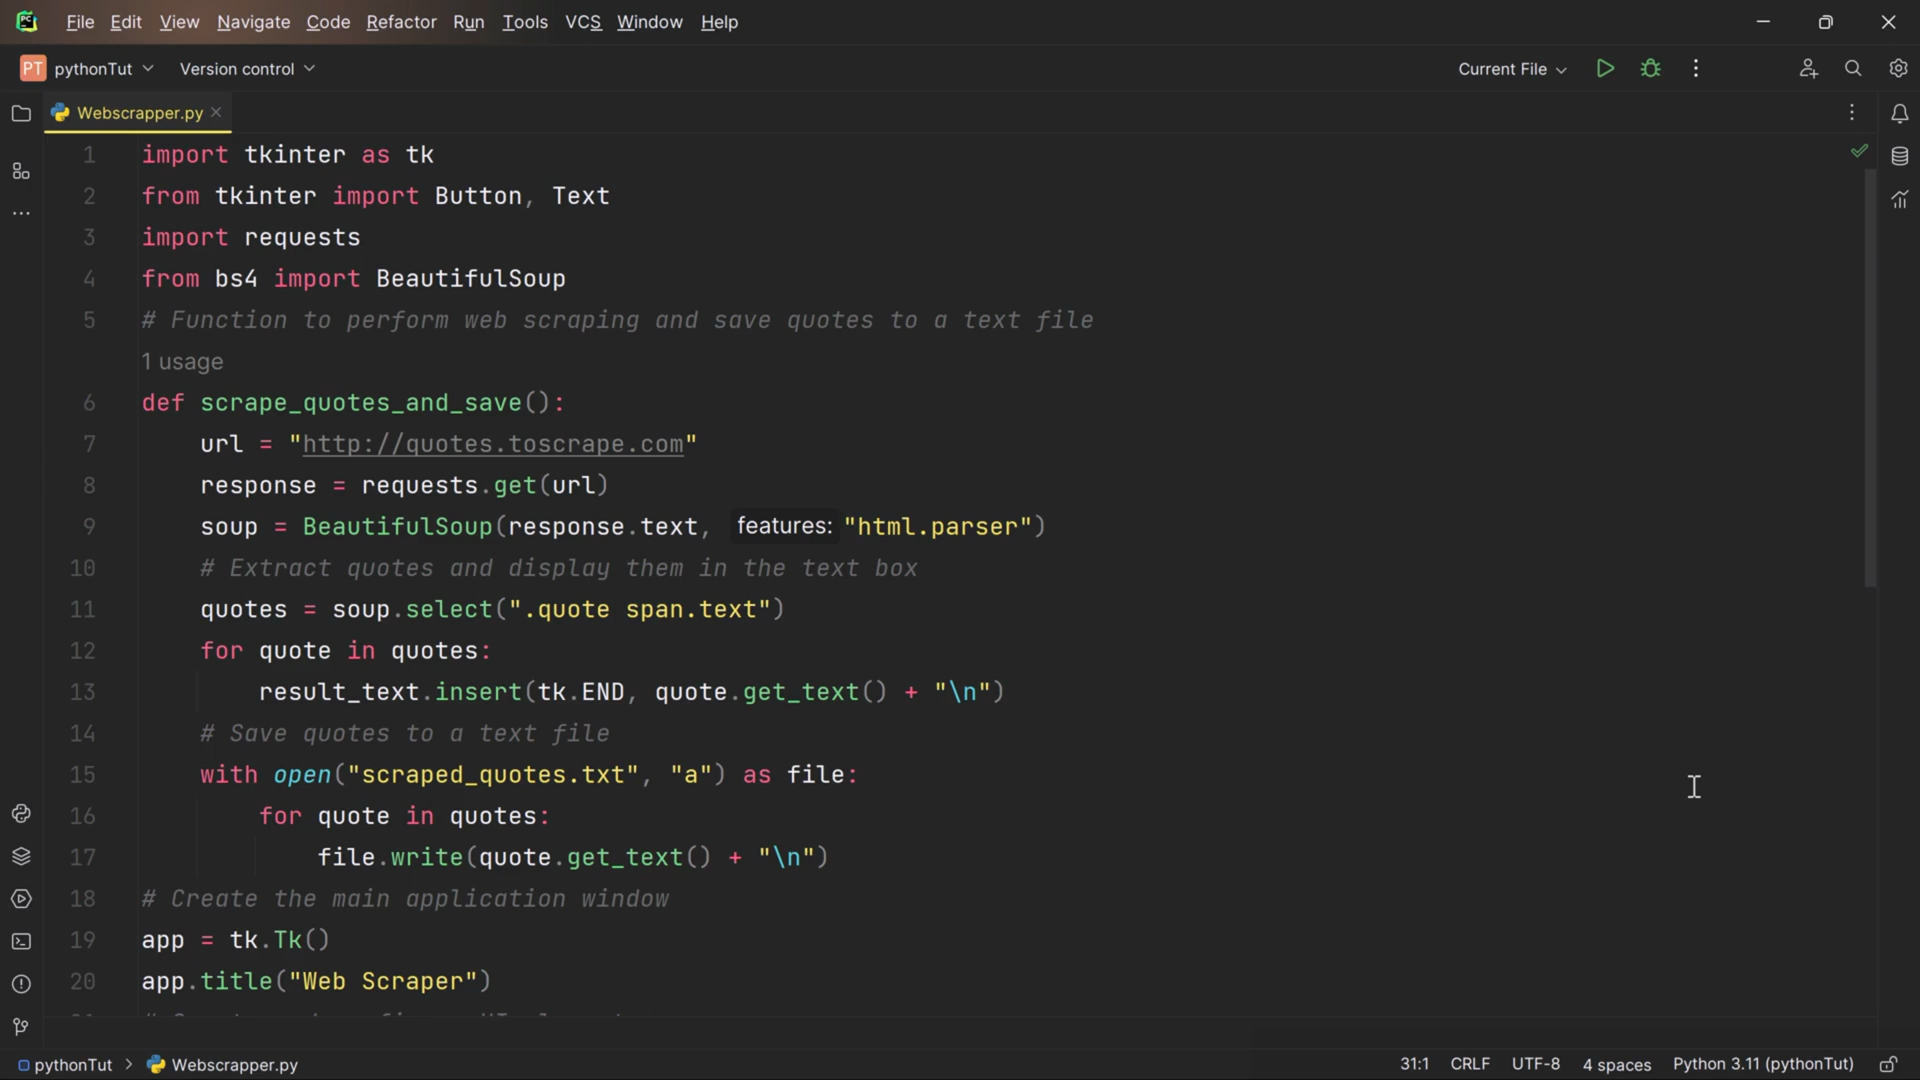 PC File Edit View Navigate Code Refactor Run Tools VCS Window Help
PT pythonTut Version control Current File
Webscrapper.py
1 import tkinter as tk
2 from tkinter import Button, Text
3 import requests
4 from bs4 import BeautifulSoup
5 # Function to perform web scraping and save quotes to a text file
1 usage
6 def scrape_quotes_and_save():
7 url = "http://quotes.toscrape.com"
8 response = requests.get(url)
9 soup = BeautifulSoup(response.text, features: "html.parser")
10 # Extract quotes and display them in the text box
11 quotes = soup.select(".quote span.text")
12 for quote in quotes:
13 result_text.insert(tk.END, quote.get_text() + "\n")
14 # Save quotes to a text file
15 with open("scraped_quotes.txt", "a") as file:
16 for quote in quotes:
17 file.write(quote.get_text() + "\n")
18 # Create the main application window
19 app = tk.Tk()
20 app.title("Web Scraper")
pythonTut > Webscrapper.py 31:1 CRLF UTF-8 4 spaces Python 3.11 (pythonTut)